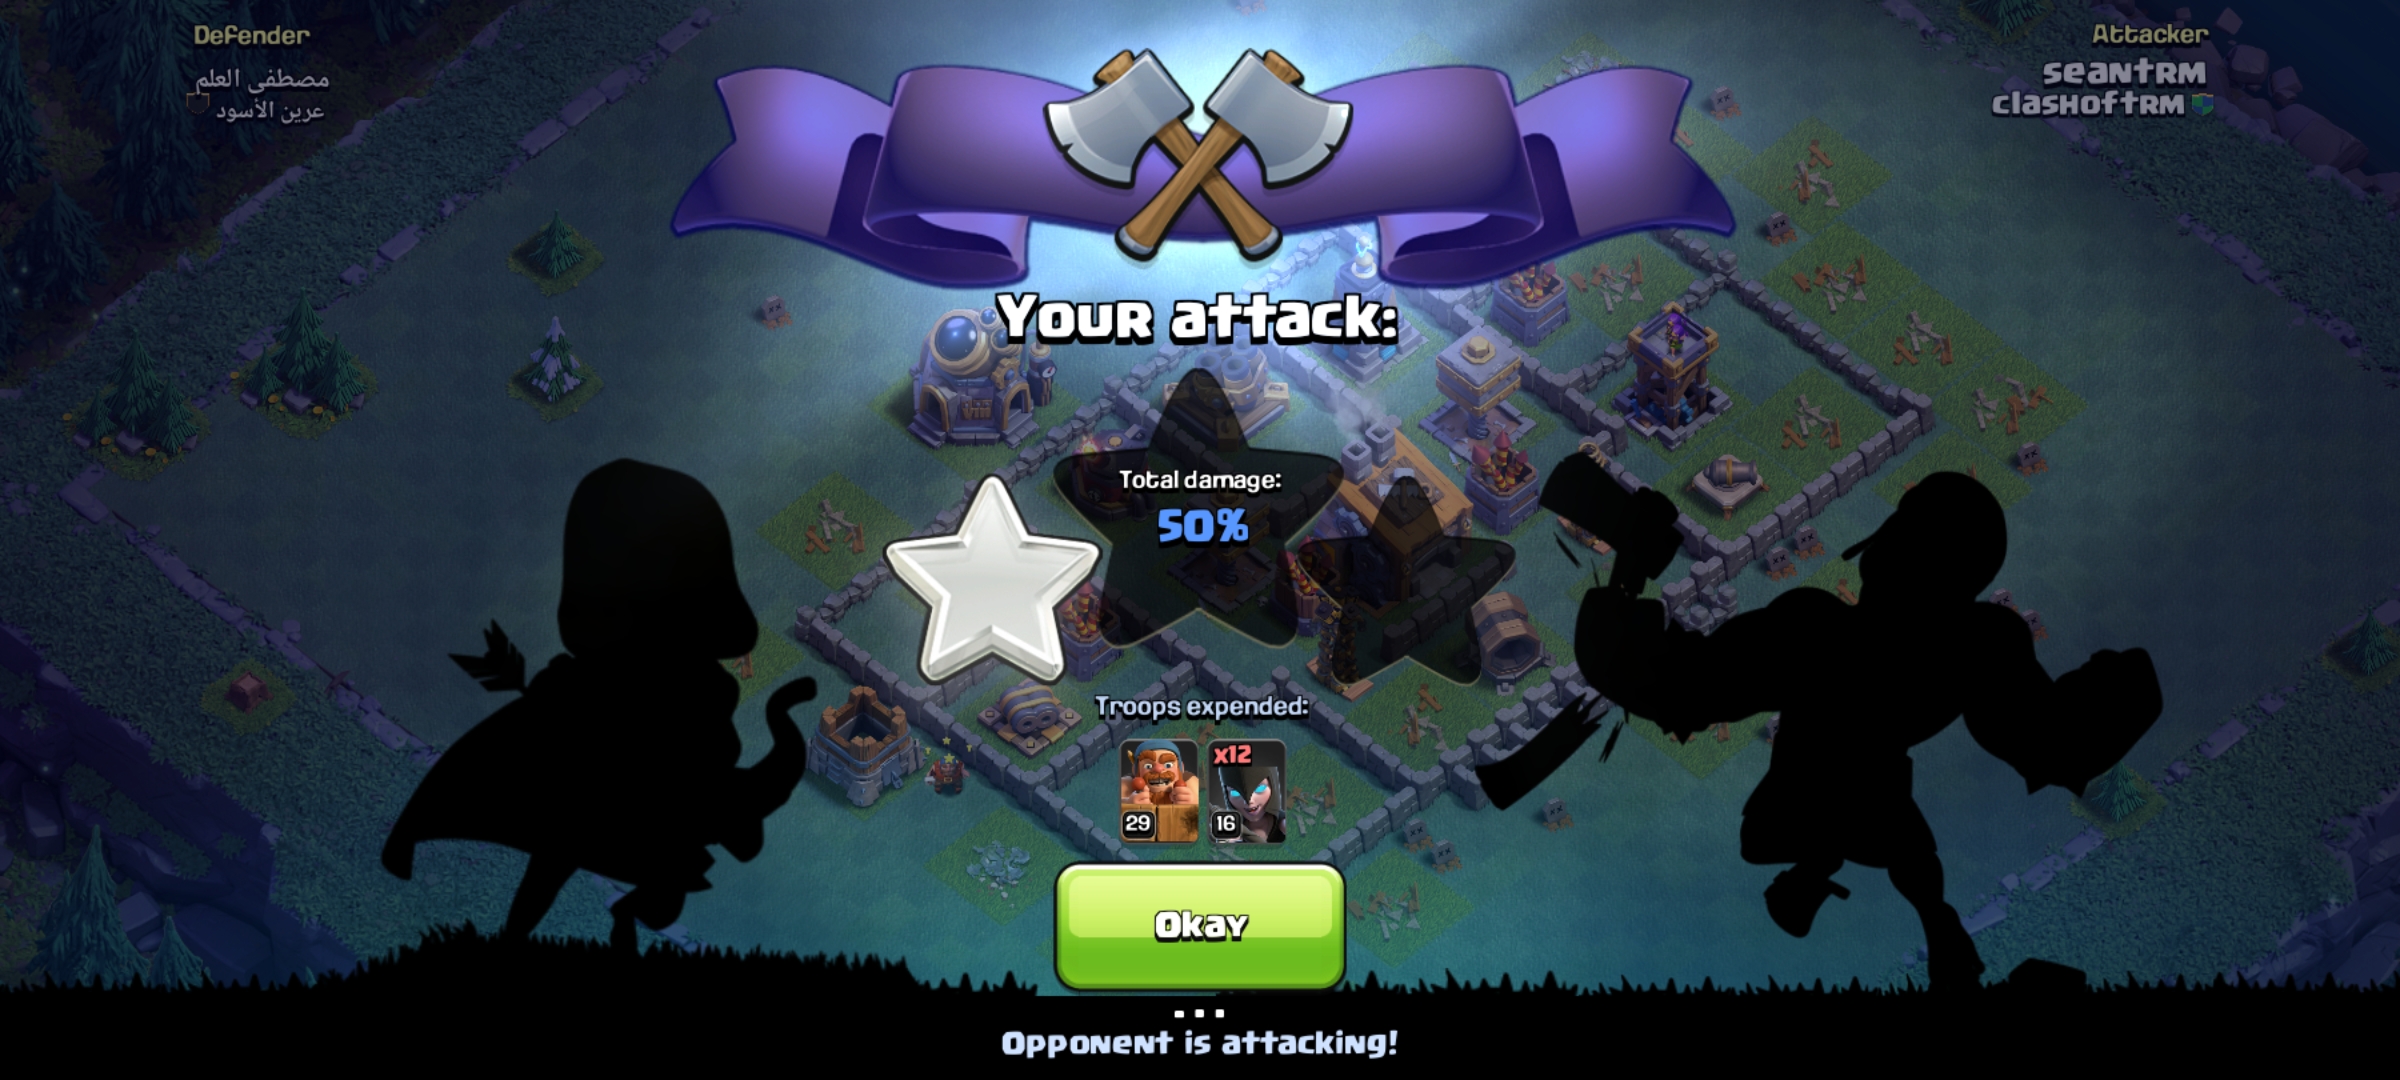 Defender
مصطفى العلم
عرين الأسود
Attacker
seantRM
clashoftRM
Your attack:
Total damage:
50%
Troops expended:
29
x12
16
Okay
...
Opponent is attacking!